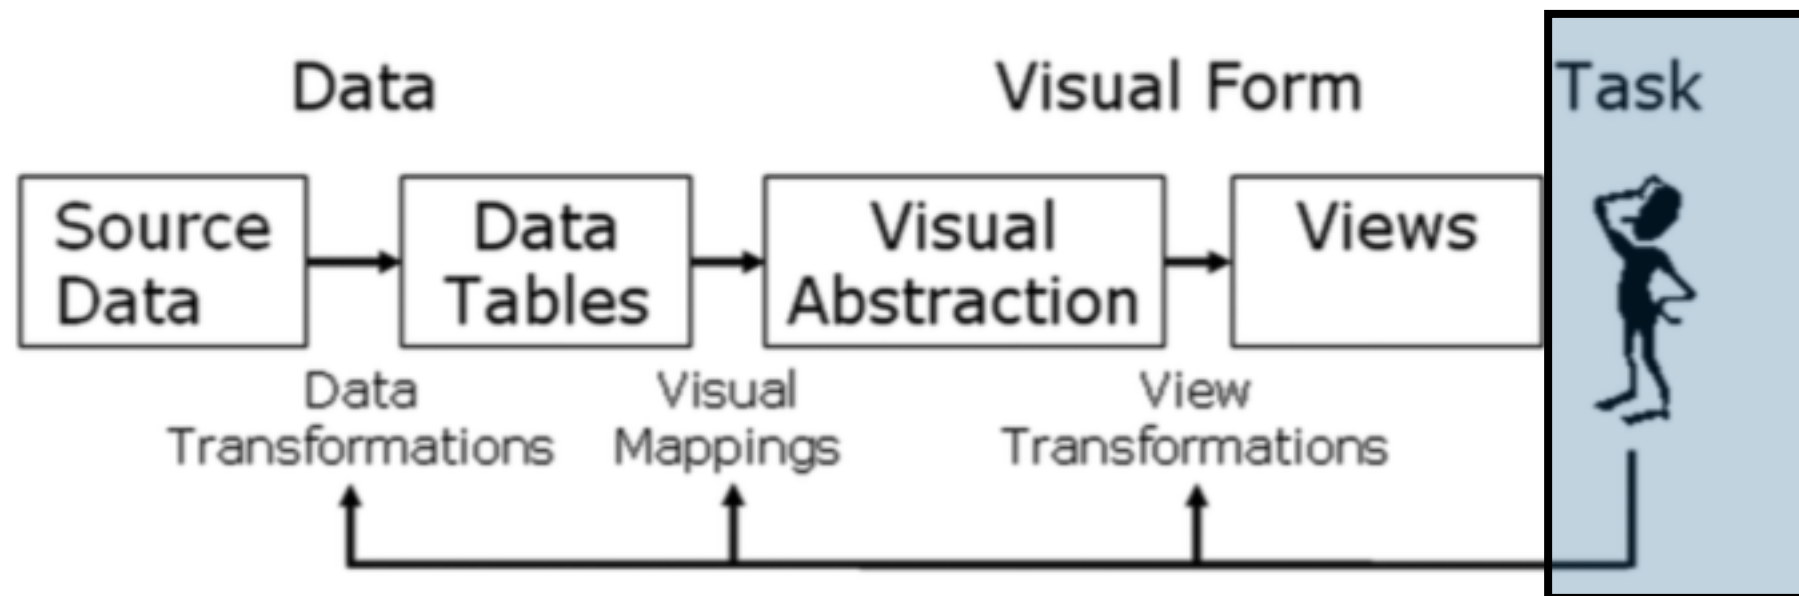 Data
Visual Form
Task
Source
Data
Data
Tables
Visual
Abstraction
Views
Data
Transformations
Visual
Mappings
View
Transformations